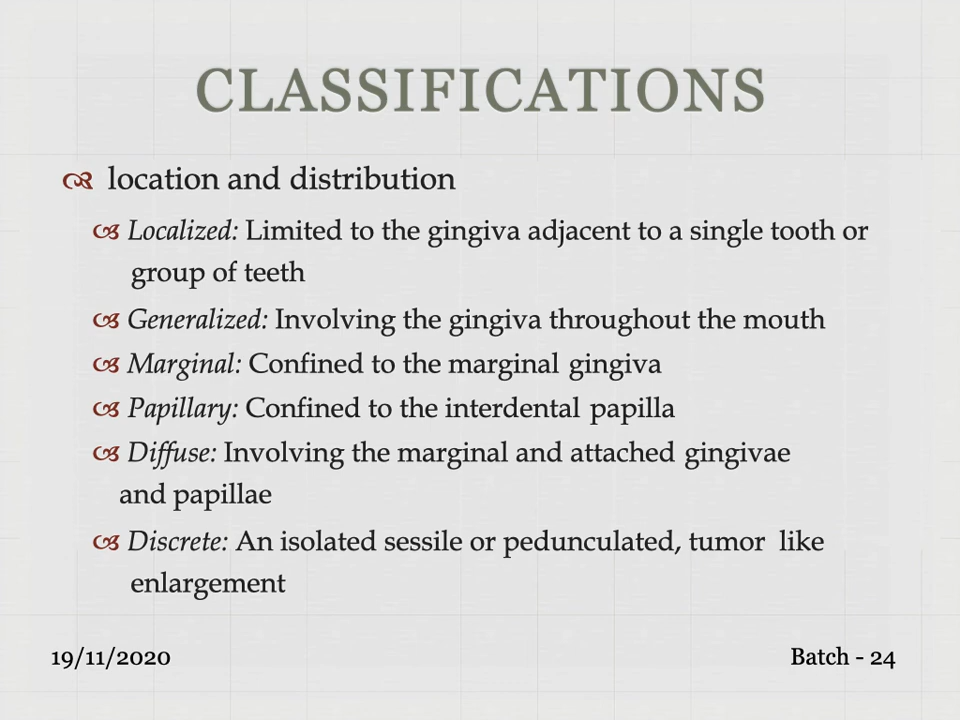 CLASSIFICATIONS
location and distribution
Localized: Limited to the gingiva adjacent to a single tooth or
group of teeth
Generalized: Involving the gingiva throughout the mouth
Marginal: Confined to the marginal gingiva
Papillary: Confined to the interdental papilla
Diffuse: Involving the marginal and attached gingivae
and papillae
Discrete: An isolated sessile or pedunculated, tumor like
enlargement
19/11/2020
Batch - 24